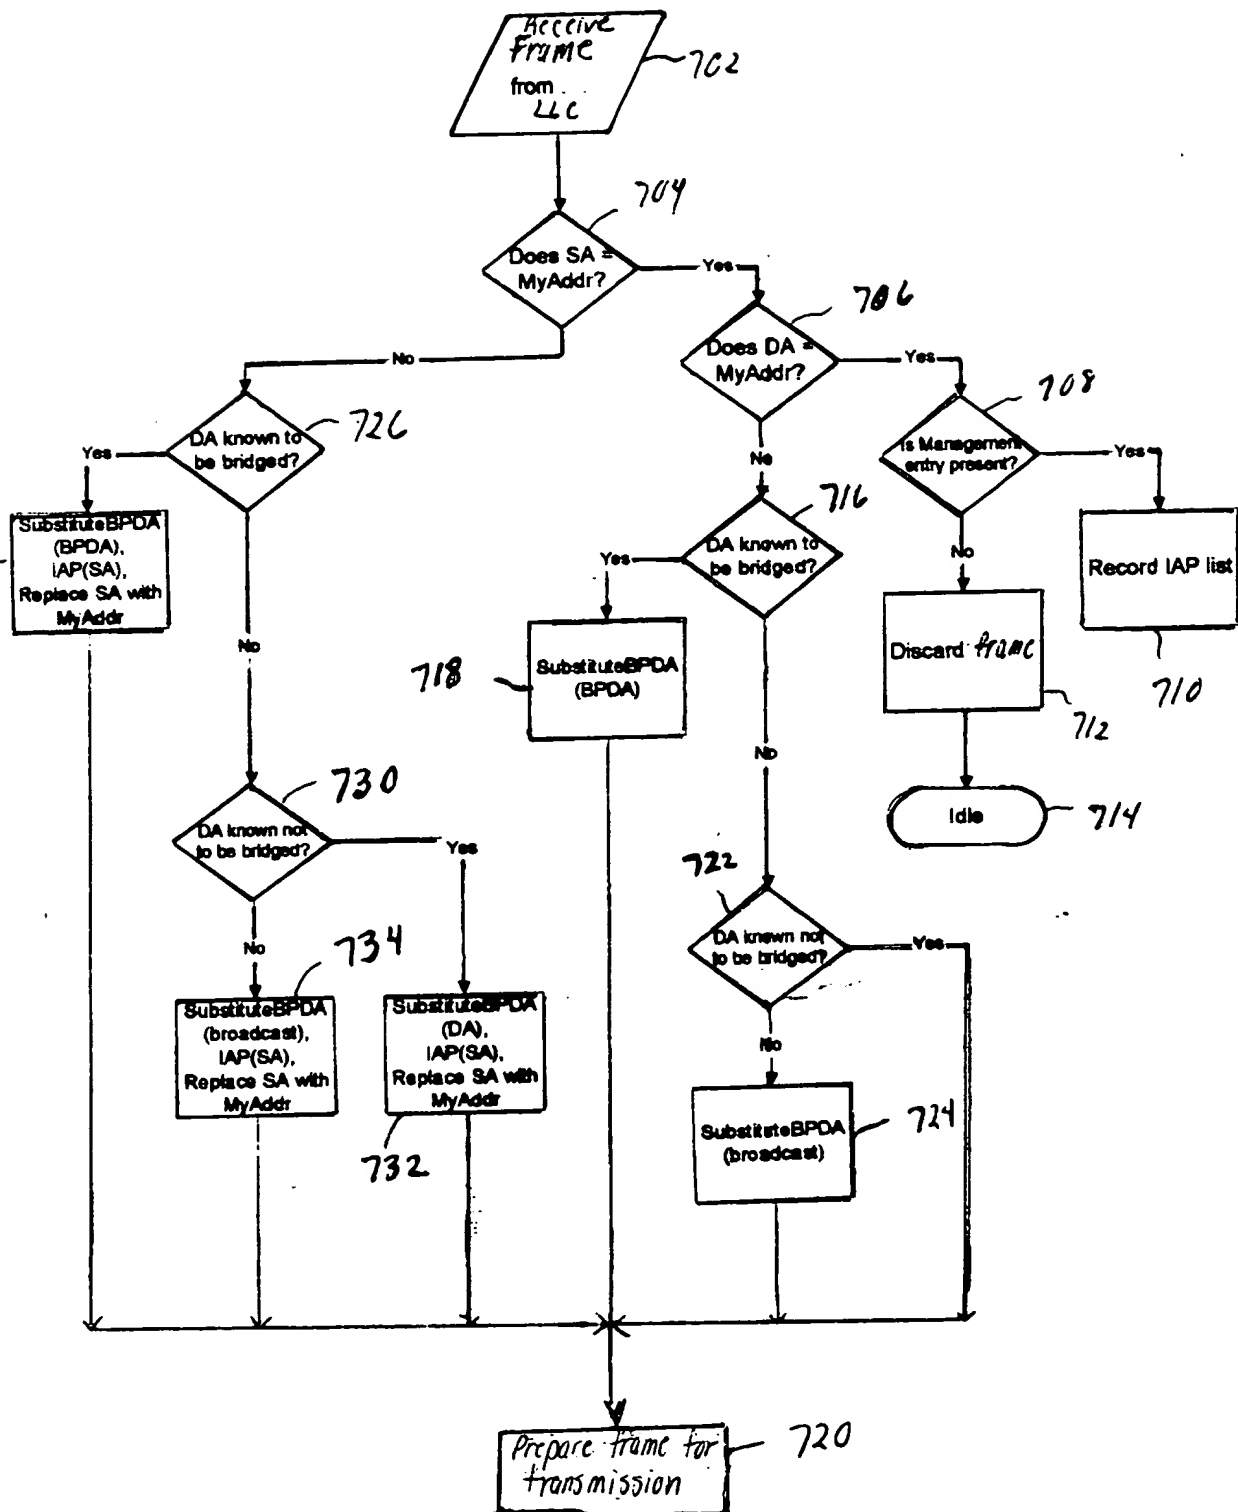 Receive
Frame
from
LLC
702
704
Does SA =
MyAddr?
Yes
No
706
Does DA =
MyAddr?
Yes
No
708
Is Management
entry present?
Yes
No
Record IAP list
710
Discard frame
712
Idle
714
716
DA known to
be bridged?
Yes
No
SubstituteBPDA
(BPDA)
718
726
DA known to
be bridged?
Yes
No
SubstituteBPDA
(BPDA),
IAP(SA),
Replace SA with
MyAddr
730
DA known not
to be bridged?
Yes
No
734
SubstituteBPDA
(broadcast),
IAP(SA),
Replace SA with
MyAddr
SubstituteBPDA
(DA),
IAP(SA),
Replace SA with
MyAddr
732
722
DA known not
to be bridged?
Yes
No
SubstituteBPDA
(broadcast)
724
Prepare frame for
transmission
720